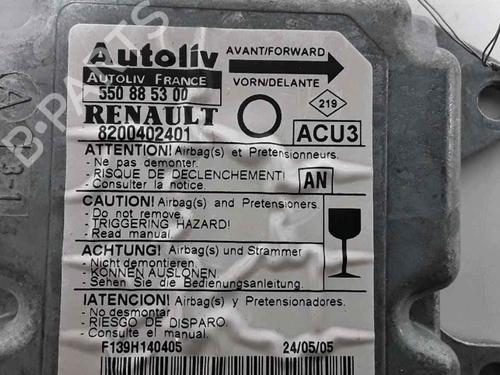 Autoliv
AVANT/FORWARD
AUTOLIV FRANCE
550 88 53 00
VORN/DELANTE
219
RENAULT
8200402401
ACU3
ATTENTION! Airbag(s) et Pretensionneurs.
- Ne pas demonter.
- RISQUE DE DECLENCHEMENT!
- Consulter la notice.
AN
CAUTION! Airbag(s) and Pretensioners.
- Do not remove.
- TRIGGERING HAZARD!
- Read manual.
ACHTUNG! Airbag(s) und Strammer
- Nicht demontieren.
- KÖNNEN AUSLÖSEN
- Sehen Sie die Bedienungsanleitung.
¡ATENCION! Airbag(s) y Pretensionadores.
- No desmontar
- RIESGO DE DISPARO.
- Consulte el manual.
F139H140405
24/05/05
B-PARTS